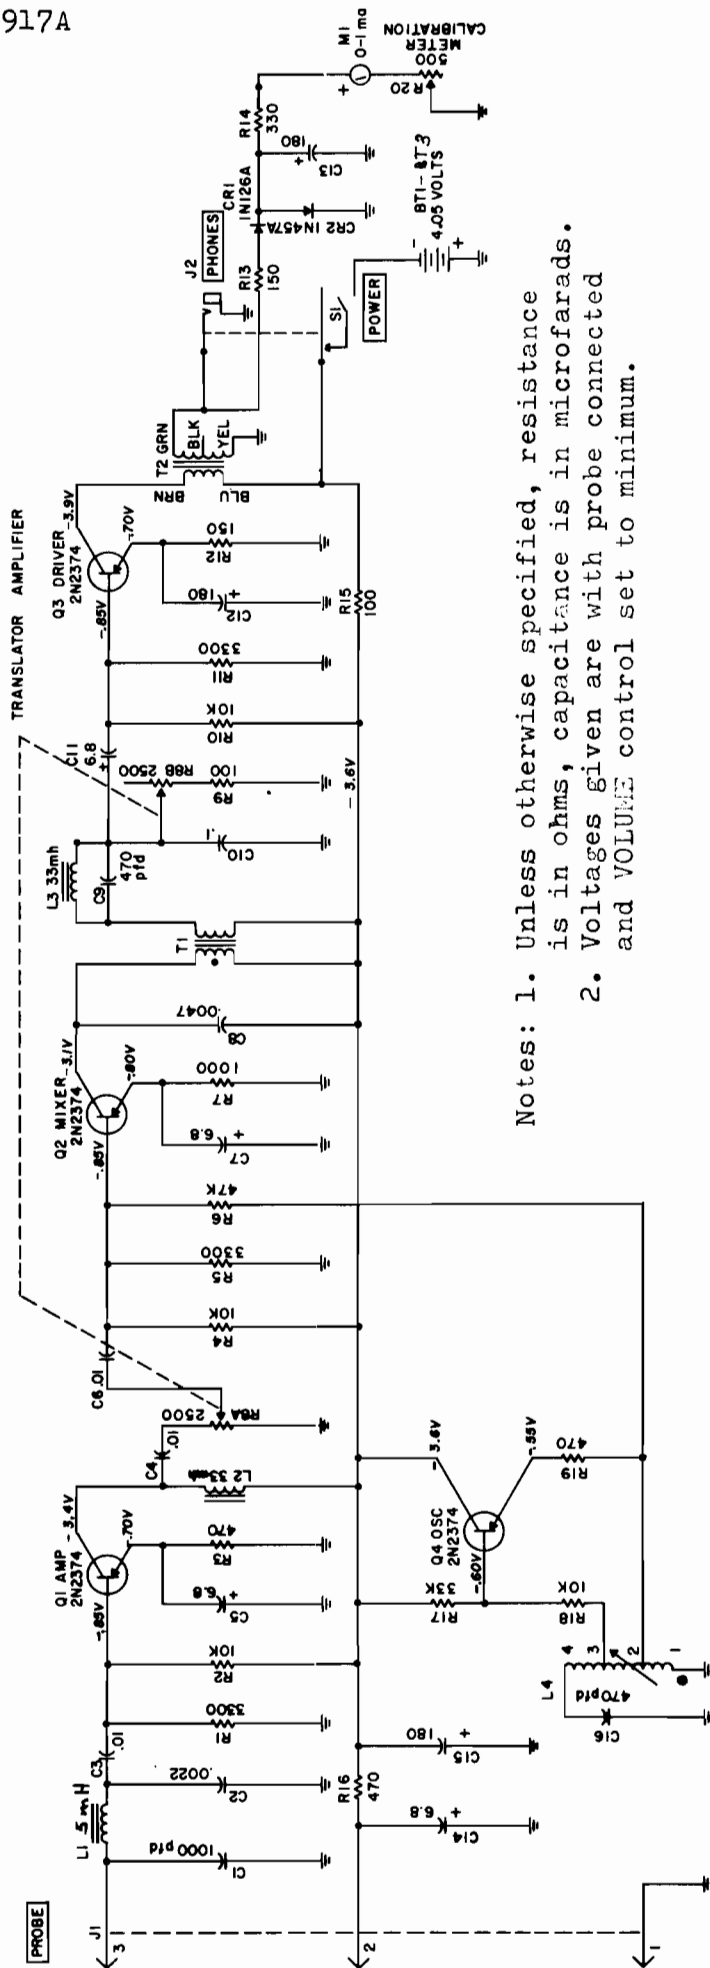 917A
TRANSLATOR AMPLIFIER
PROBE
J1
3
2
1
L1 .5 mH
C1
1000 pfd
C2
.0022
C3
.01
R1
3300
R2
10K
-.85V
Q1 AMP
2N2374
-3.4V
-.70V
C5
6.8
+
R3
470
L2 33mh
C4
.01
R8A
2500
C6 .01
R4
10K
R5
3300
R6
47K
-.85V
Q2 MIXER
2N2374
-3.1V
-.80V
C7
6.8
+
R7
1000
C8
.0047
T1
L3 33mh
C9
470
pfd
C10
.1
R8B 2500
R9
100
C11
6.8
+
R10
10K
R11
3300
-.85V
Q3 DRIVER
2N2374
-3.9V
-.70V
C12
180
+
R12
150
BRN
BLU
T2 GRN
BLK
YEL
J2
PHONES
R13
150
CR1
1N126A
CR2 1N457A
C13
180
+
R14
330
+
M1
0-1 ma
R20
500
METER
CALIBRATION
S1
POWER
BT1-BT3
4.05 VOLTS
-
+
R15
100
-3.6V
R16
470
C14
6.8
+
C15
180
+
C16
470 pfd
L4
4
3
2
1
R17
33K
R18
10K
-.60V
Q4 OSC
2N2374
-3.6V
-.55V
R19
470
Notes: 1. Unless otherwise specified, resistance
is in ohms, capacitance is in microfarads.
2. Voltages given are with probe connected
and VOLUME control set to minimum.